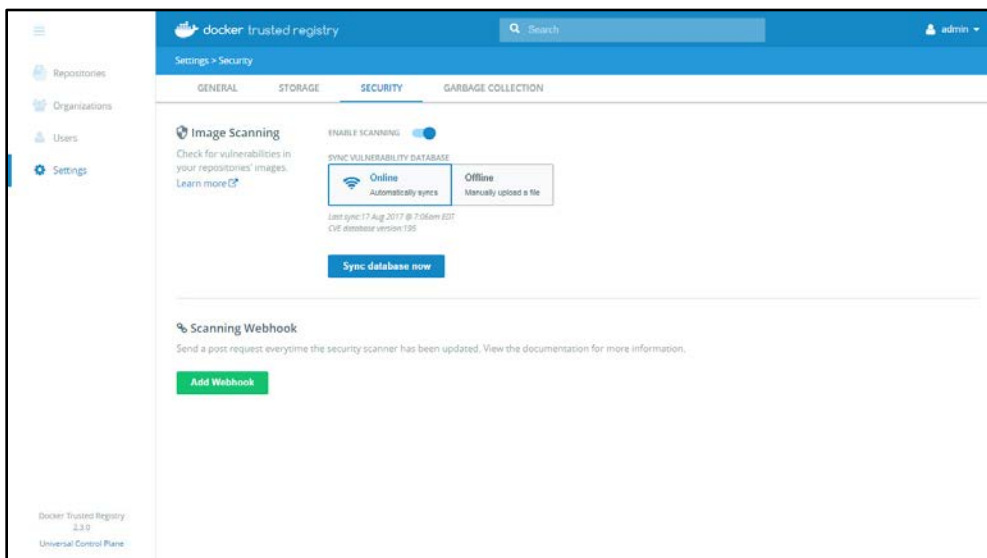 docker trusted registry
Search
admin
Settings > Security
GENERAL STORAGE SECURITY GARBAGE COLLECTION
Repositories
Organizations
Users
Settings
Image Scanning
Check for vulnerabilities in
your repositories' images.
Learn more
ENABLE SCANNING
SYNC VULNERABILITY DATABASE
Online
Automatically syncs
Offline
Manually upload a file
Last sync:17 Aug 2017 @ 7:06am EDT
CVE database version:195
Sync database now
Scanning Webhook
Send a post request everytime the security scanner has been updated. View the documentation for more information.
Add Webhook
Docker Trusted Registry
2.3.0
Universal Control Plane